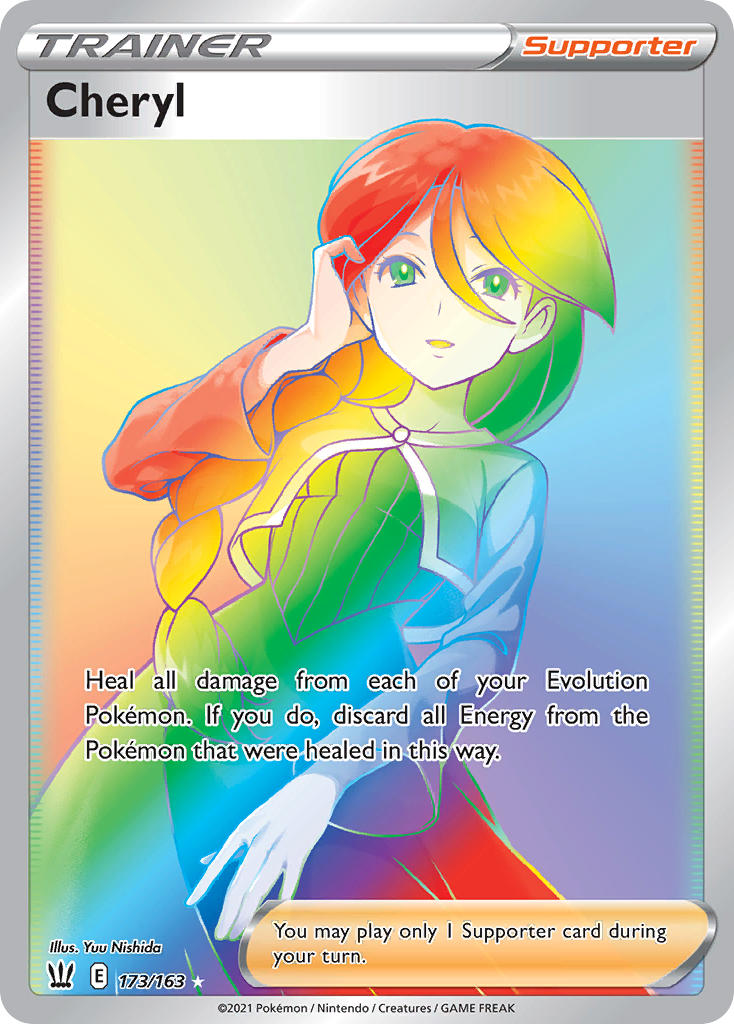 TRAINER Supporter
Cheryl
Heal all damage from each of your Evolution
Pokémon. If you do, discard all Energy from the
Pokémon that were healed in this way.
You may play only 1 Supporter card during
your turn.
Illus. Yuu Nishida
E 173/163
©2021 Pokémon / Nintendo / Creatures / GAME FREAK